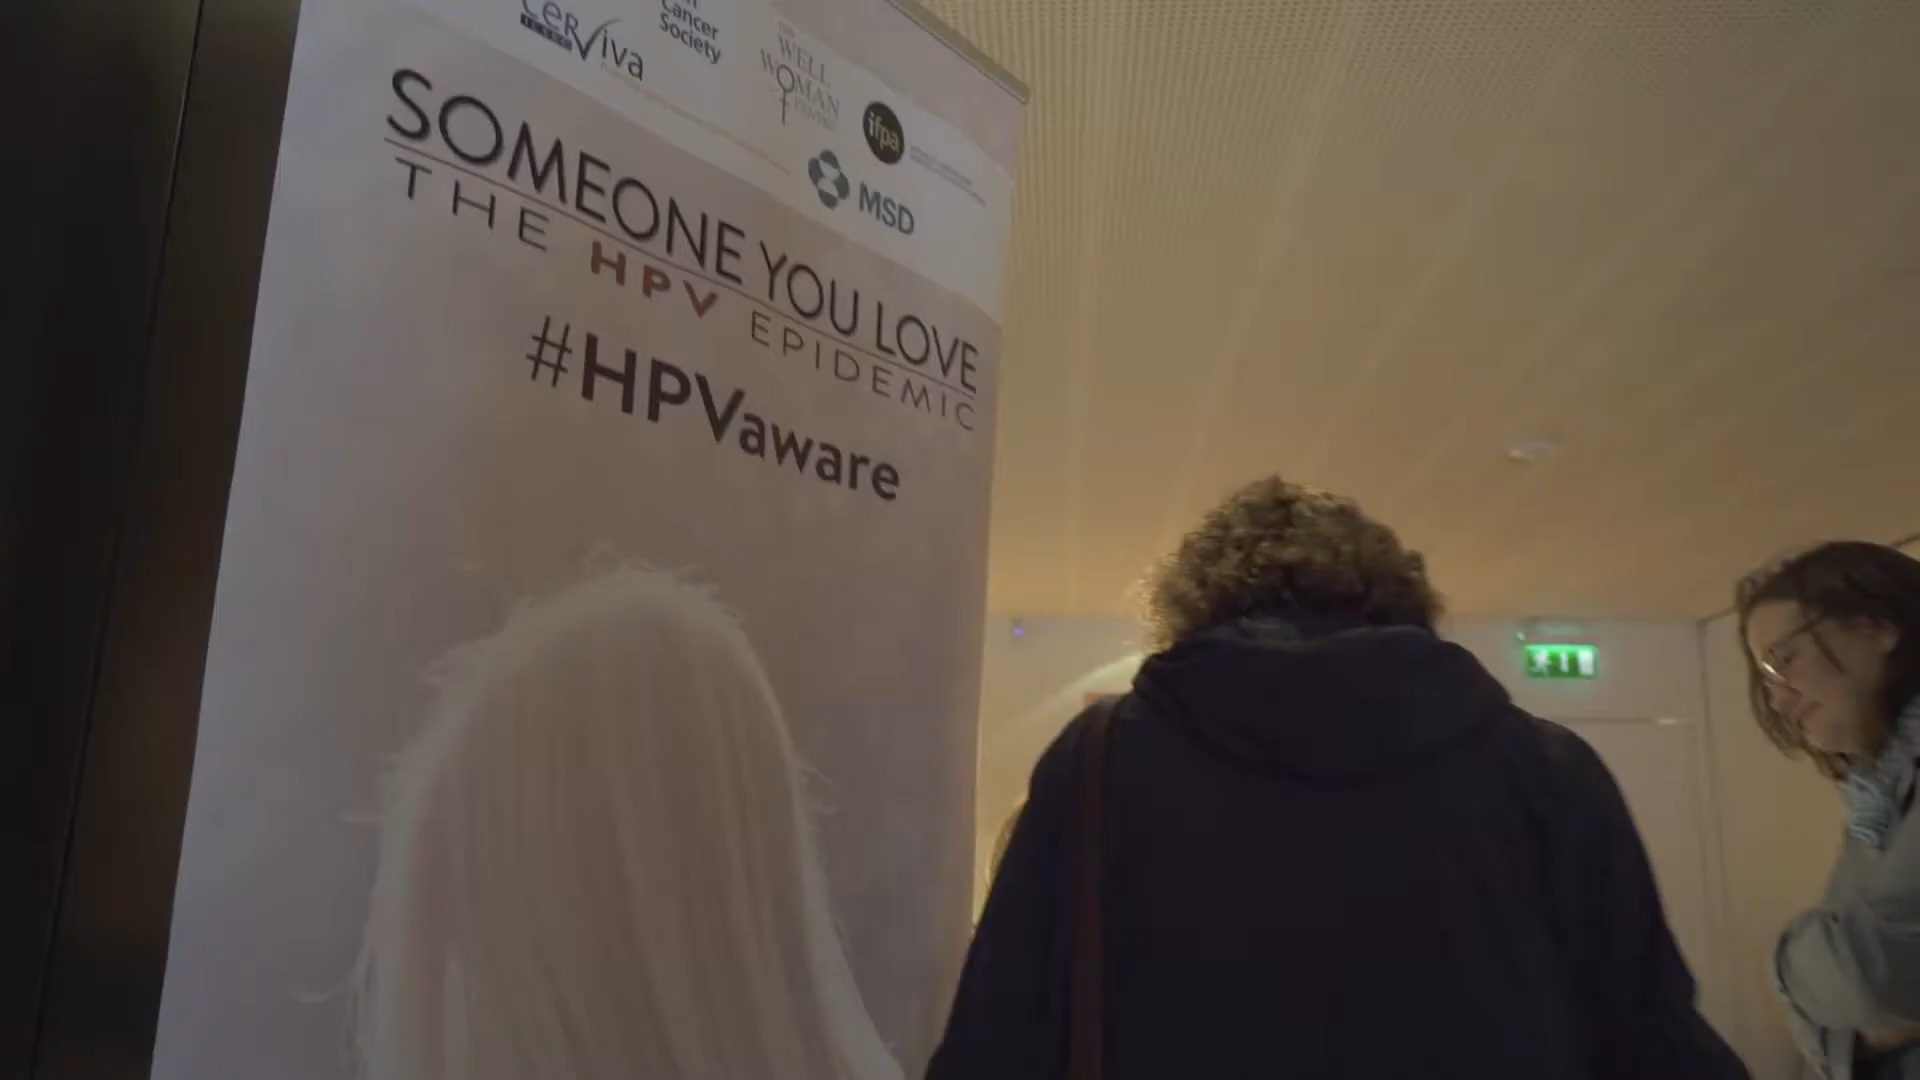 cerviva
Cancer
Society
WELL
WOMAN
ifpa
MSD
SOMEONE YOU LOVE
THE HPV EPIDEMIC
#HPVaware